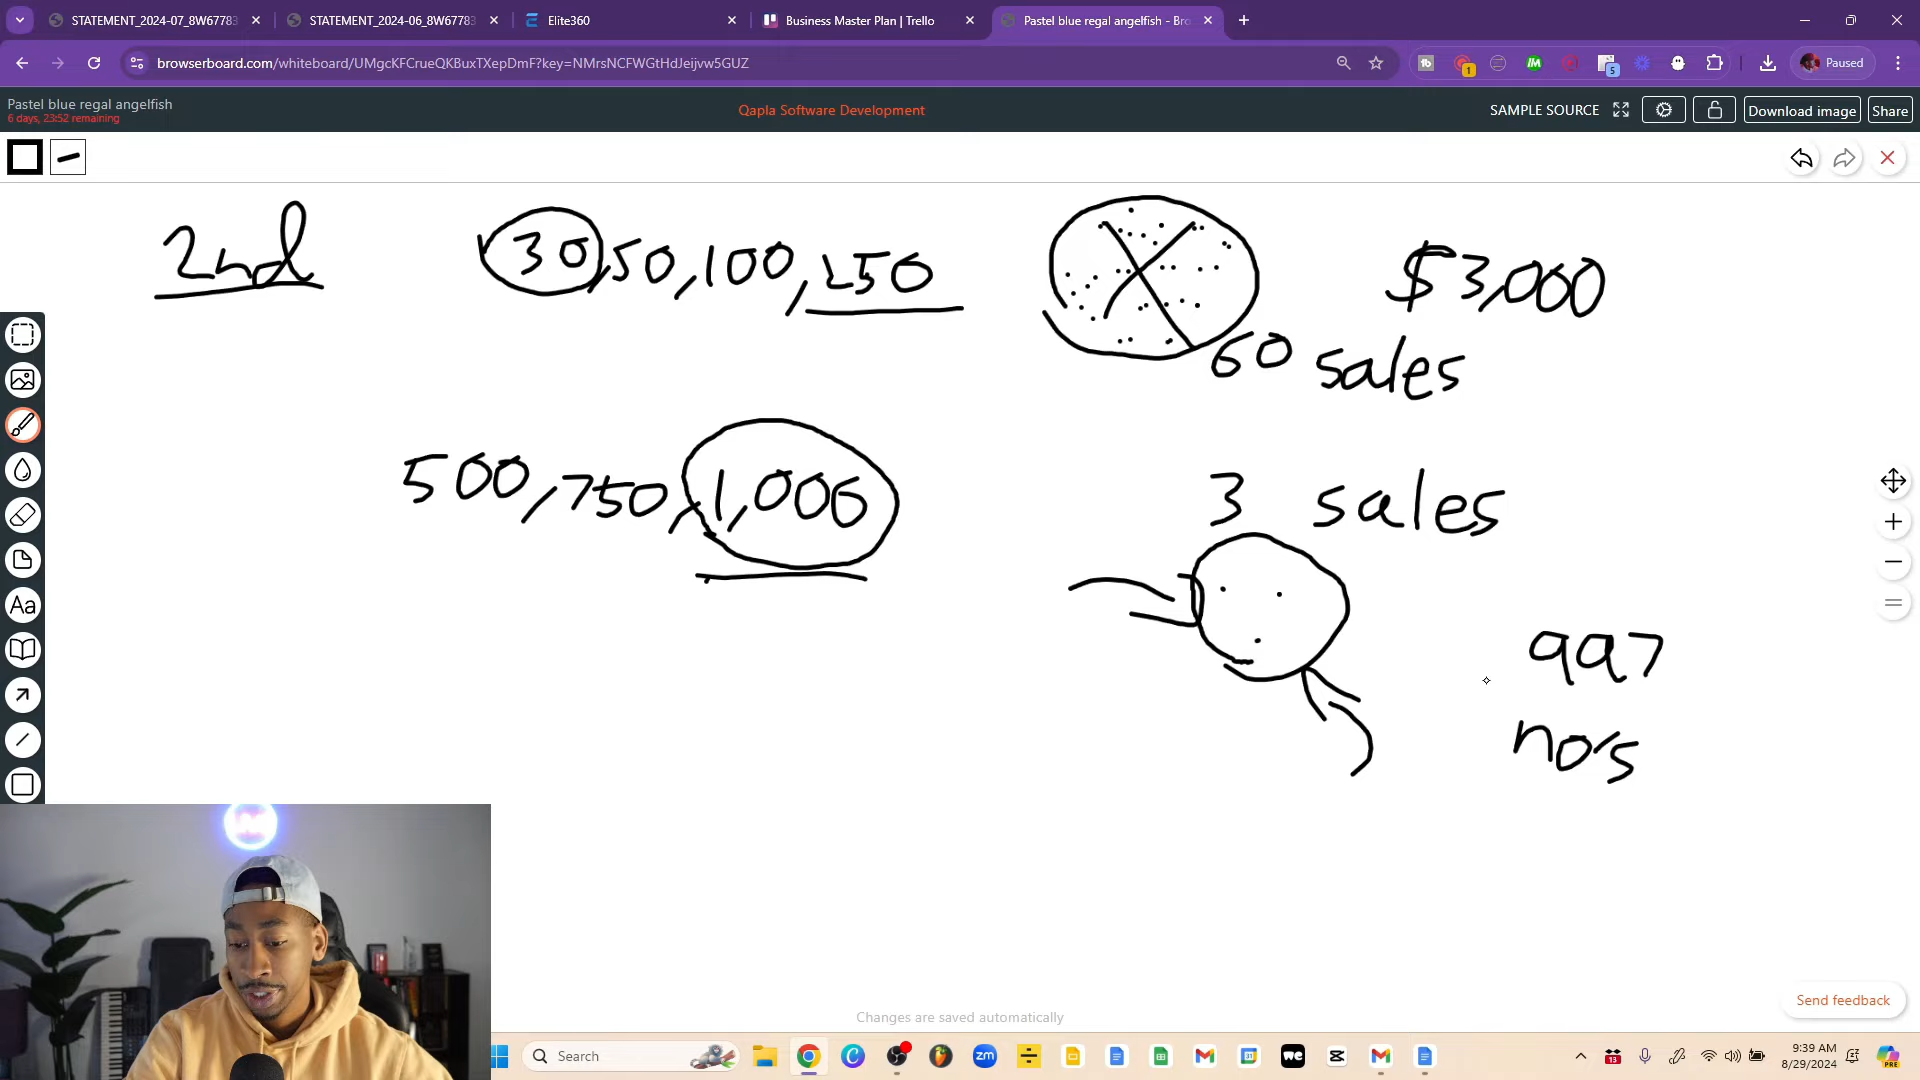 STATEMENT_2024-07_8W67783
STATEMENT_2024-06_8W67783
Elite360
Business Master Plan | Trello
Pastel blue regal angelfish - Bro
browserboard.com/whiteboard/UMgcKFCrueQKBuxTXepDmF?key=NMrsNCFWGtHdJeijvw5GUZ
Paused
Pastel blue regal angelfish
6 days, 23:52 remaining
Qapla Software Development
SAMPLE SOURCE
Download image
Share
2nd
30, 50, 100, 250
$3,000
60 sales
500, 750, 1,000
3 sales
997
no's
Aa
Send feedback
Changes are saved automatically
Search
9:39 AM
8/29/2024